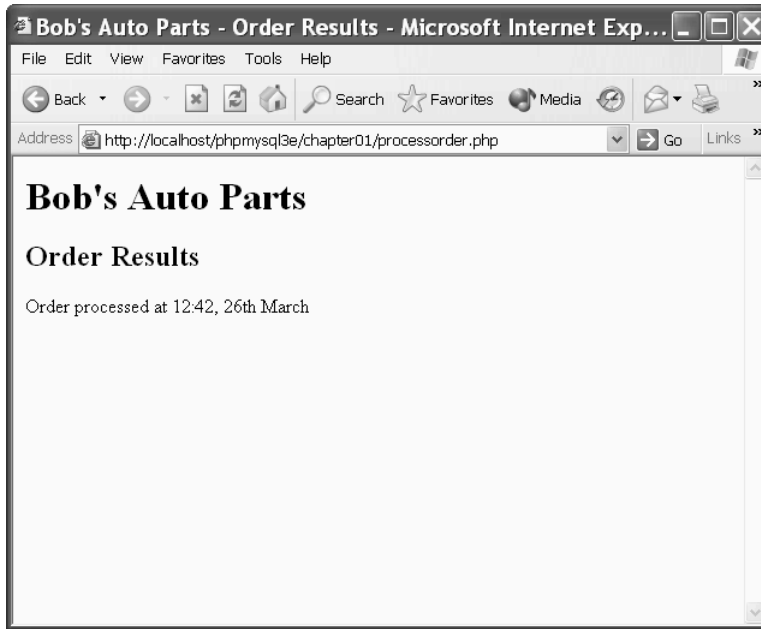 Bob's Auto Parts - Order Results - Microsoft Internet Exp...
File Edit View Favorites Tools Help
Back Search Favorites Media »
Address http://localhost/phpmysql3e/chapter01/processorder.php Go Links »
Bob's Auto Parts
Order Results
Order processed at 12:42, 26th March